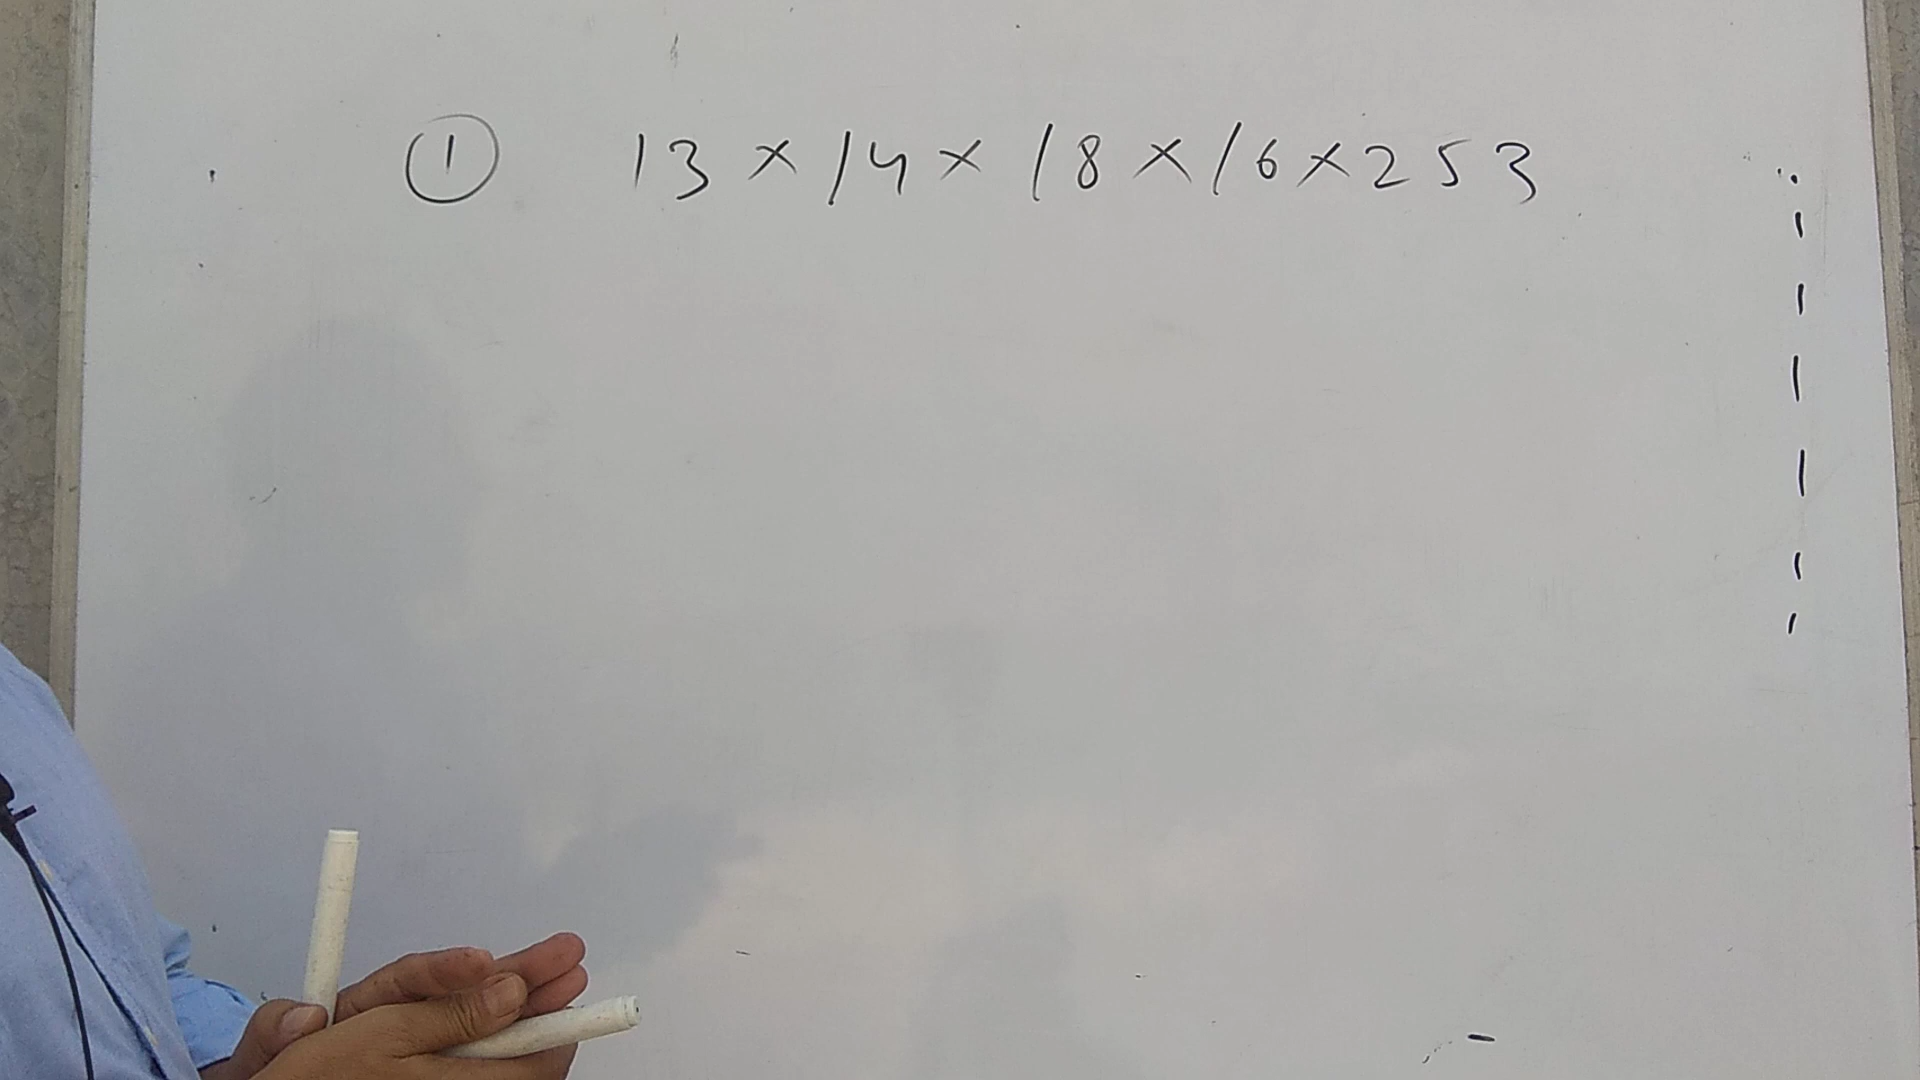 ① 13 × 14 × 18 × 16 × 253